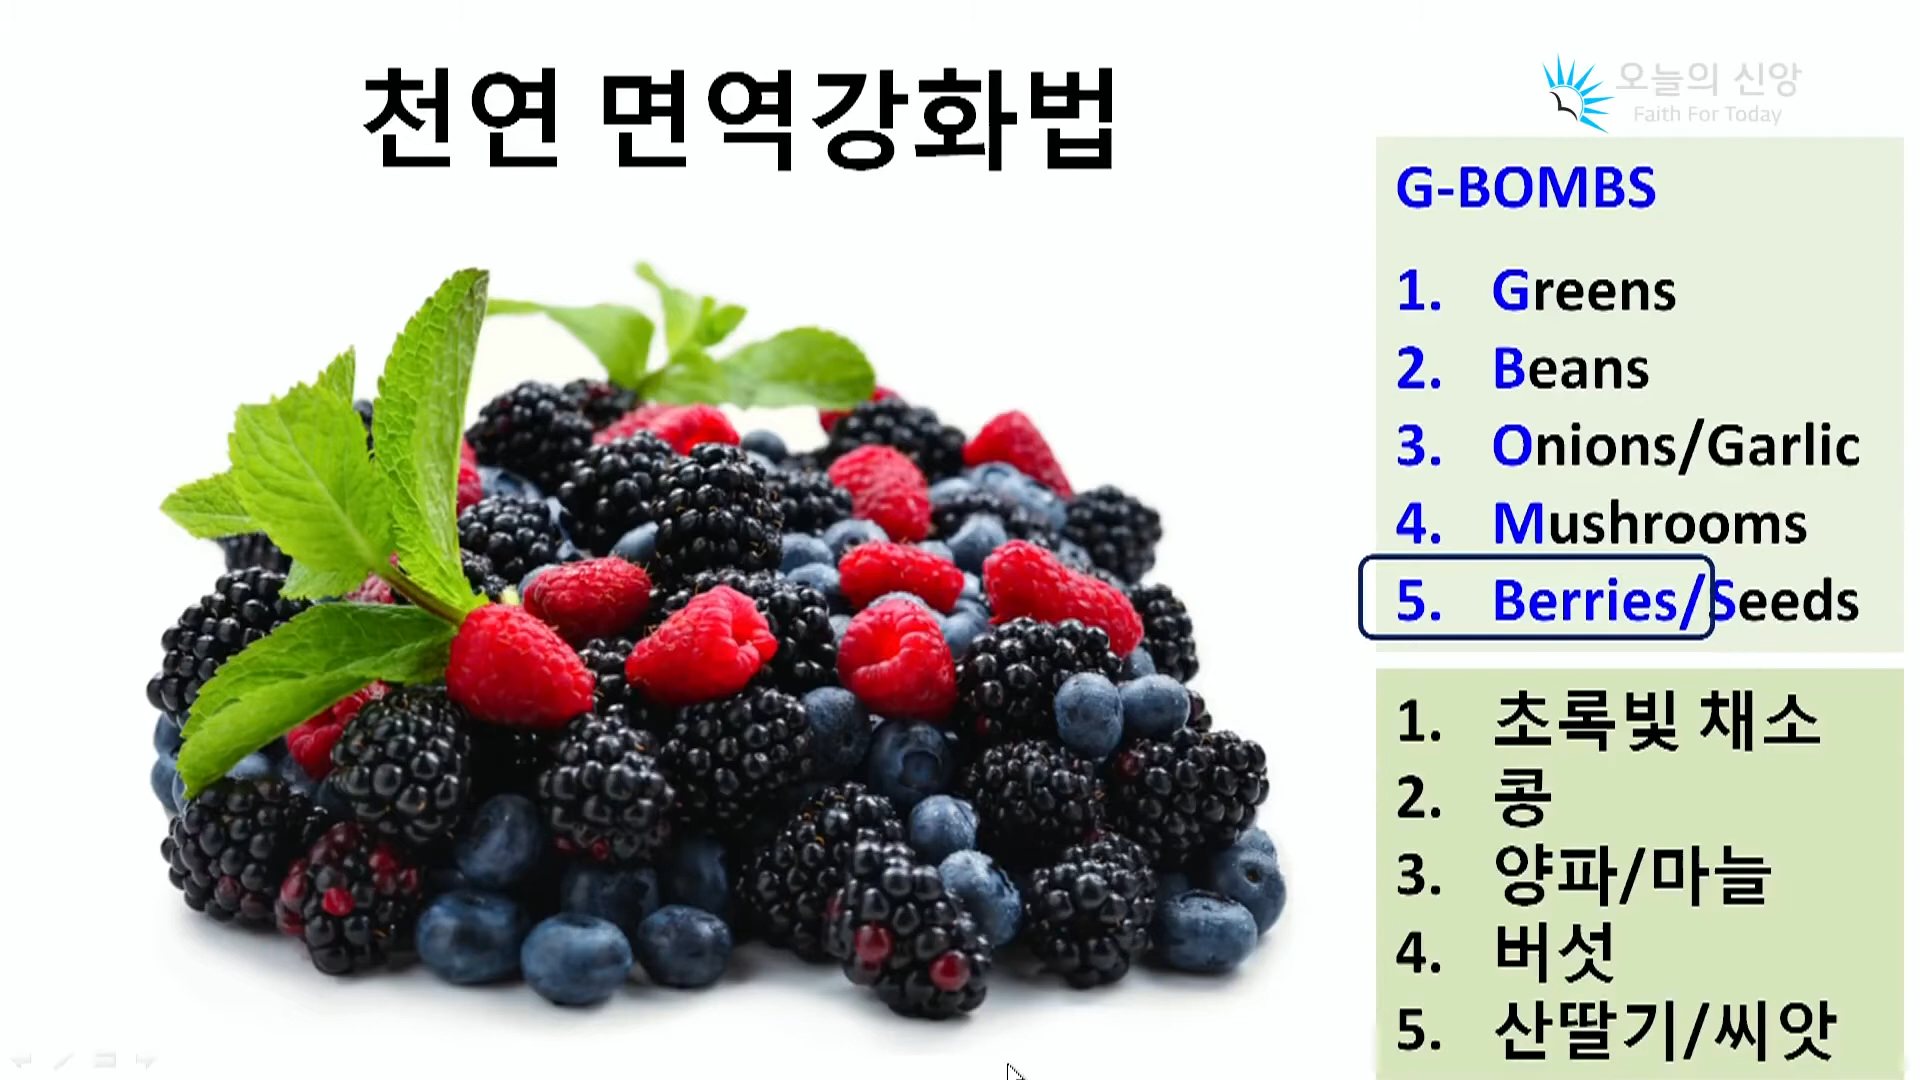 천연 면역강화법
오늘의 신앙
Faith For Today
G-BOMBS
1. Greens
2. Beans
3. Onions/Garlic
4. Mushrooms
5. Berries/Seeds
1. 초록빛 채소
2. 콩
3. 양파/마늘
4. 버섯
5. 산딸기/씨앗